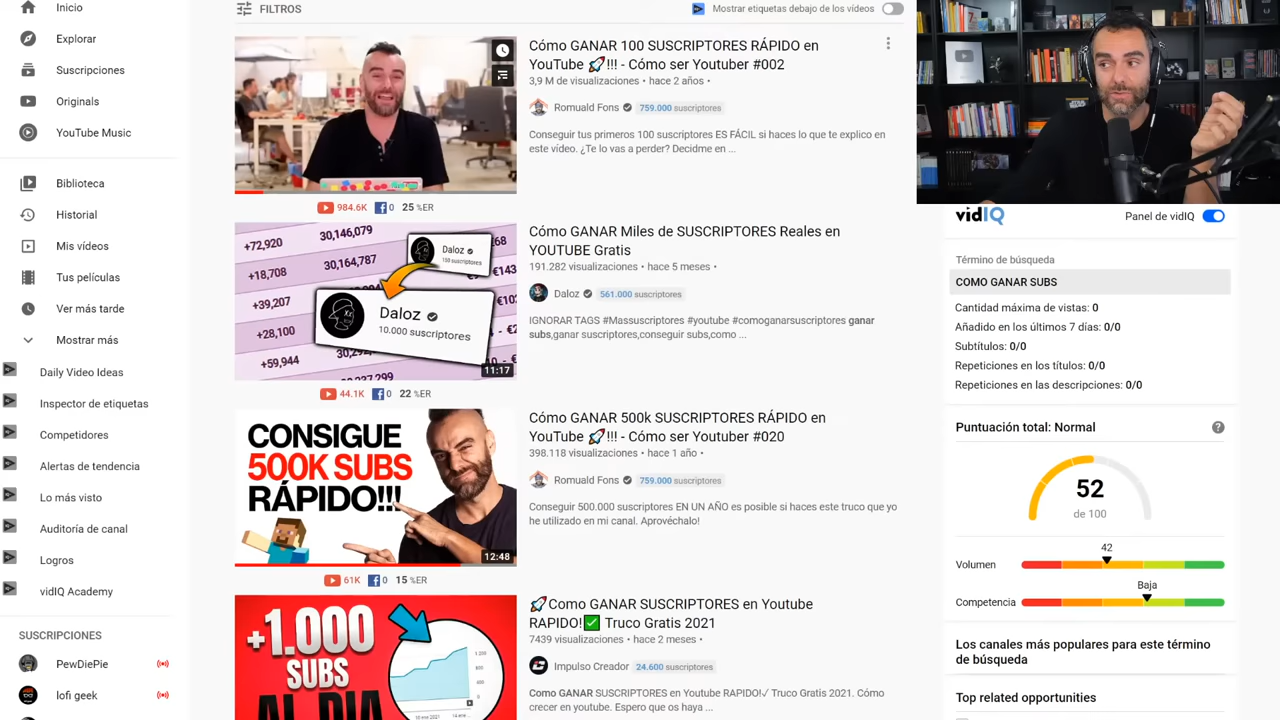 Inicio
Explorar
Suscripciones
Originals
YouTube Music
Biblioteca
Historial
Mis vídeos
Tus películas
Ver más tarde
Mostrar más
Daily Video Ideas
Inspector de etiquetas
Competidores
Alertas de tendencia
Lo más visto
Auditoría de canal
Logros
vidIQ Academy
SUSCRIPCIONES
PewDiePie
lofi geek
FILTROS
Mostrar etiquetas debajo de los vídeos
Cómo GANAR 100 SUSCRIPTORES RÁPIDO en
YouTube 🚀!!! - Cómo ser Youtuber #002
3,9 M de visualizaciones • hace 2 años •
Romuald Fons 759.000 suscriptores
Conseguir tus primeros 100 suscriptores ES FÁCIL si haces lo que te explico en
este vídeo. ¿Te lo vas a perder? Decidme en ...
984.6K 0 25 %ER
+72,920 30,146,079
+18,708 30,164,787
+39,207
+28,100
+59,944
Daloz
100 suscriptores
Daloz
10.000 suscriptores
11:17
Cómo GANAR Miles de SUSCRIPTORES Reales en
YOUTUBE Gratis
191.282 visualizaciones • hace 5 meses •
Daloz 561.000 suscriptores
IGNORAR TAGS #Massuscriptores #youtube #comoganarsuscriptores ganar
subs,ganar suscriptores,conseguir subs,como ...
44.1K 0 22 %ER
CONSIGUE
500K SUBS
RÁPIDO!!!
12:48
Cómo GANAR 500k SUSCRIPTORES RÁPIDO en
YouTube 🚀!!! - Cómo ser Youtuber #020
398.118 visualizaciones • hace 1 año •
Romuald Fons 759.000 suscriptores
Conseguir 500.000 suscriptores EN UN AÑO es posible si haces este truco que yo
he utilizado en mi canal. Aprovéchalo!
61K 0 15 %ER
+1.000
SUBS
AL DIA
🚀Como GANAR SUSCRIPTORES en Youtube
RAPIDO!✅ Truco Gratis 2021
7439 visualizaciones • hace 2 meses •
Impulso Creador 24.600 suscriptores
Como GANAR SUSCRIPTORES en Youtube RAPIDO!✓ Truco Gratis 2021. Cómo
crecer en youtube. Espero que os haya ...
vidIQ
Panel de vidIQ
Término de búsqueda
COMO GANAR SUBS
Cantidad máxima de vistas: 0
Añadido en los últimos 7 días: 0/0
Subtítulos: 0/0
Repeticiones en los títulos: 0/0
Repeticiones en las descripciones: 0/0
Puntuación total: Normal
52
de 100
42
Volumen
Baja
Competencia
Los canales más populares para este término
de búsqueda
Top related opportunities